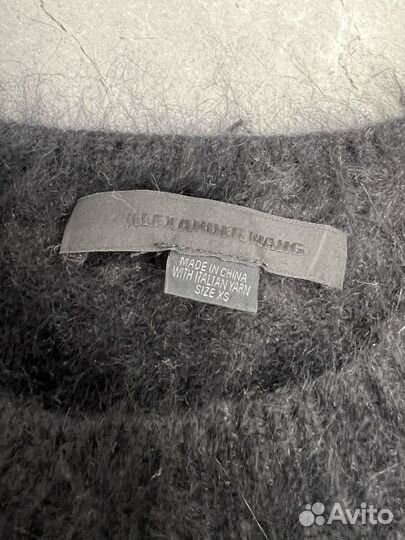 ALEXANDER WANG
MADE IN CHINA
WITH ITALIAN YARN
SIZE XS
Avito